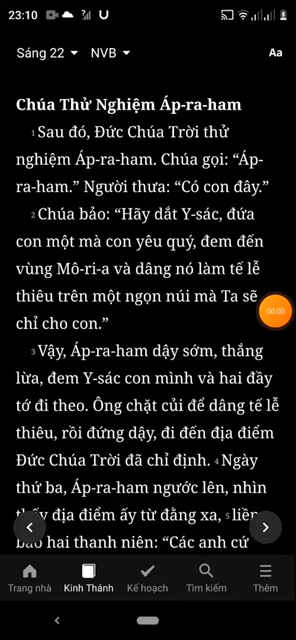 23:10
Sáng 22 NVB Aa
Chúa Thử Nghiệm Áp-ra-ham
1 Sau đó, Đức Chúa Trời thử
nghiệm Áp-ra-ham. Chúa gọi: “Áp-
ra-ham.” Người thưa: “Có con đây.”
2 Chúa bảo: “Hãy dắt Y-sác, đứa
con một mà con yêu quý, đem đến
vùng Mô-ri-a và dâng nó làm tế lễ
thiêu trên một ngọn núi mà Ta sẽ
chỉ cho con.”
00:00
3 Vậy, Áp-ra-ham dậy sớm, thắng
lừa, đem Y-sác con mình và hai đầy
tớ đi theo. Ông chặt củi để dâng tế lễ
thiêu, rồi đứng dậy, đi đến địa điểm
Đức Chúa Trời đã chỉ định. 4 Ngày
thứ ba, Áp-ra-ham ngước lên, nhìn
thấy địa điểm ấy từ đằng xa, 5 liền
bảo hai thanh niên: “Các anh cứ
Trang nhà Kinh Thánh Kế hoạch Tìm kiếm Thêm